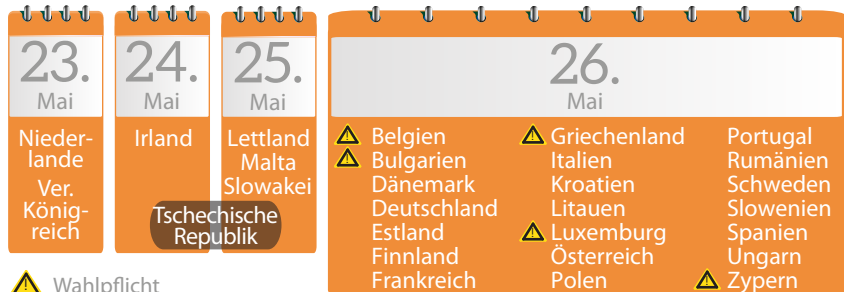 23.
Mai
Nieder-
lande
Ver.
König-
reich
24.
Mai
Irland
25.
Mai
Lettland
Malta
Slowakei
Tschechische
Republik
26.
Mai
Belgien
Bulgarien
Dänemark
Deutschland
Estland
Finnland
Frankreich
Griechenland
Italien
Kroatien
Litauen
Luxemburg
Österreich
Polen
Portugal
Rumänien
Schweden
Slowenien
Spanien
Ungarn
Zypern
Wahlpflicht